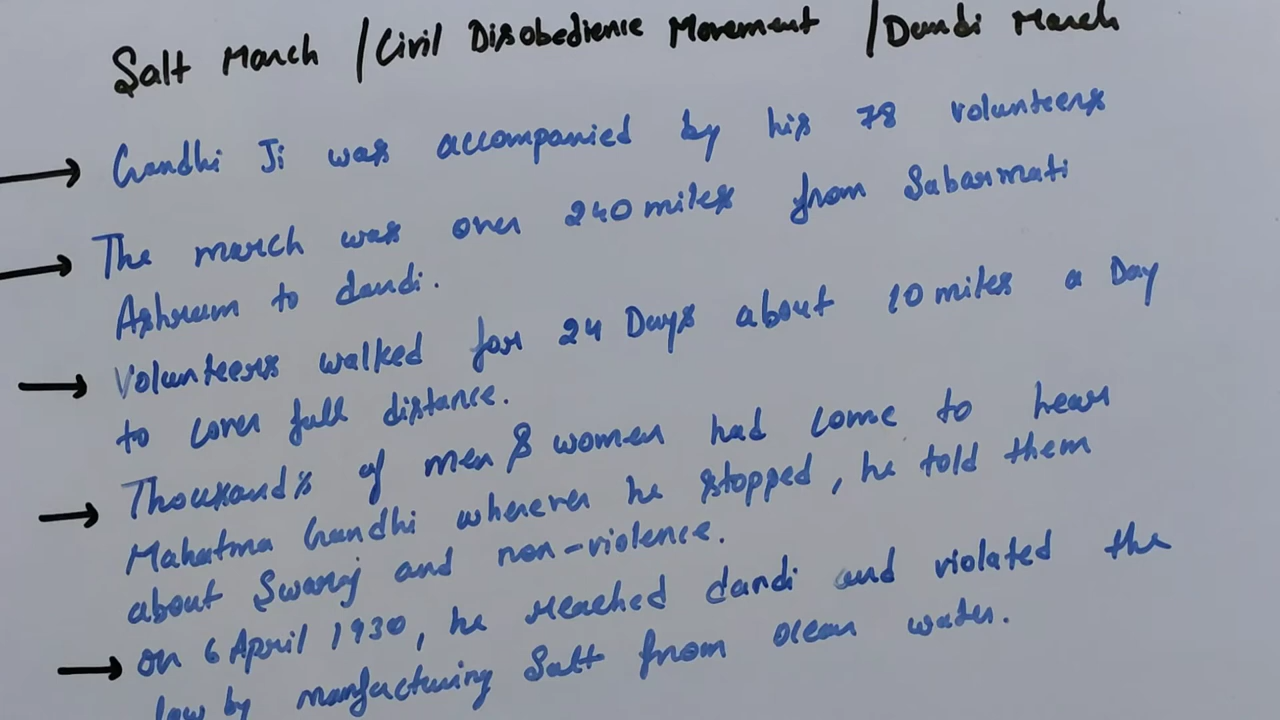 Salt March / Civil Disobedience Movement / Dandi March
Gandhi Ji was accompanied by his 78 volunteers
The march was over 240 miles from Sabarmati
Ashram to dandi.
Volunteers walked for 24 Days about 10 miles a Day
to cover full distance.
Thousand's of men & women had come to hear
Mahatma Gandhi wherever he stopped, he told them
about Swaraj and non-violence.
on 6 April 1930, he reached dandi and violated the
law by manfacturing Salt from ocean water.